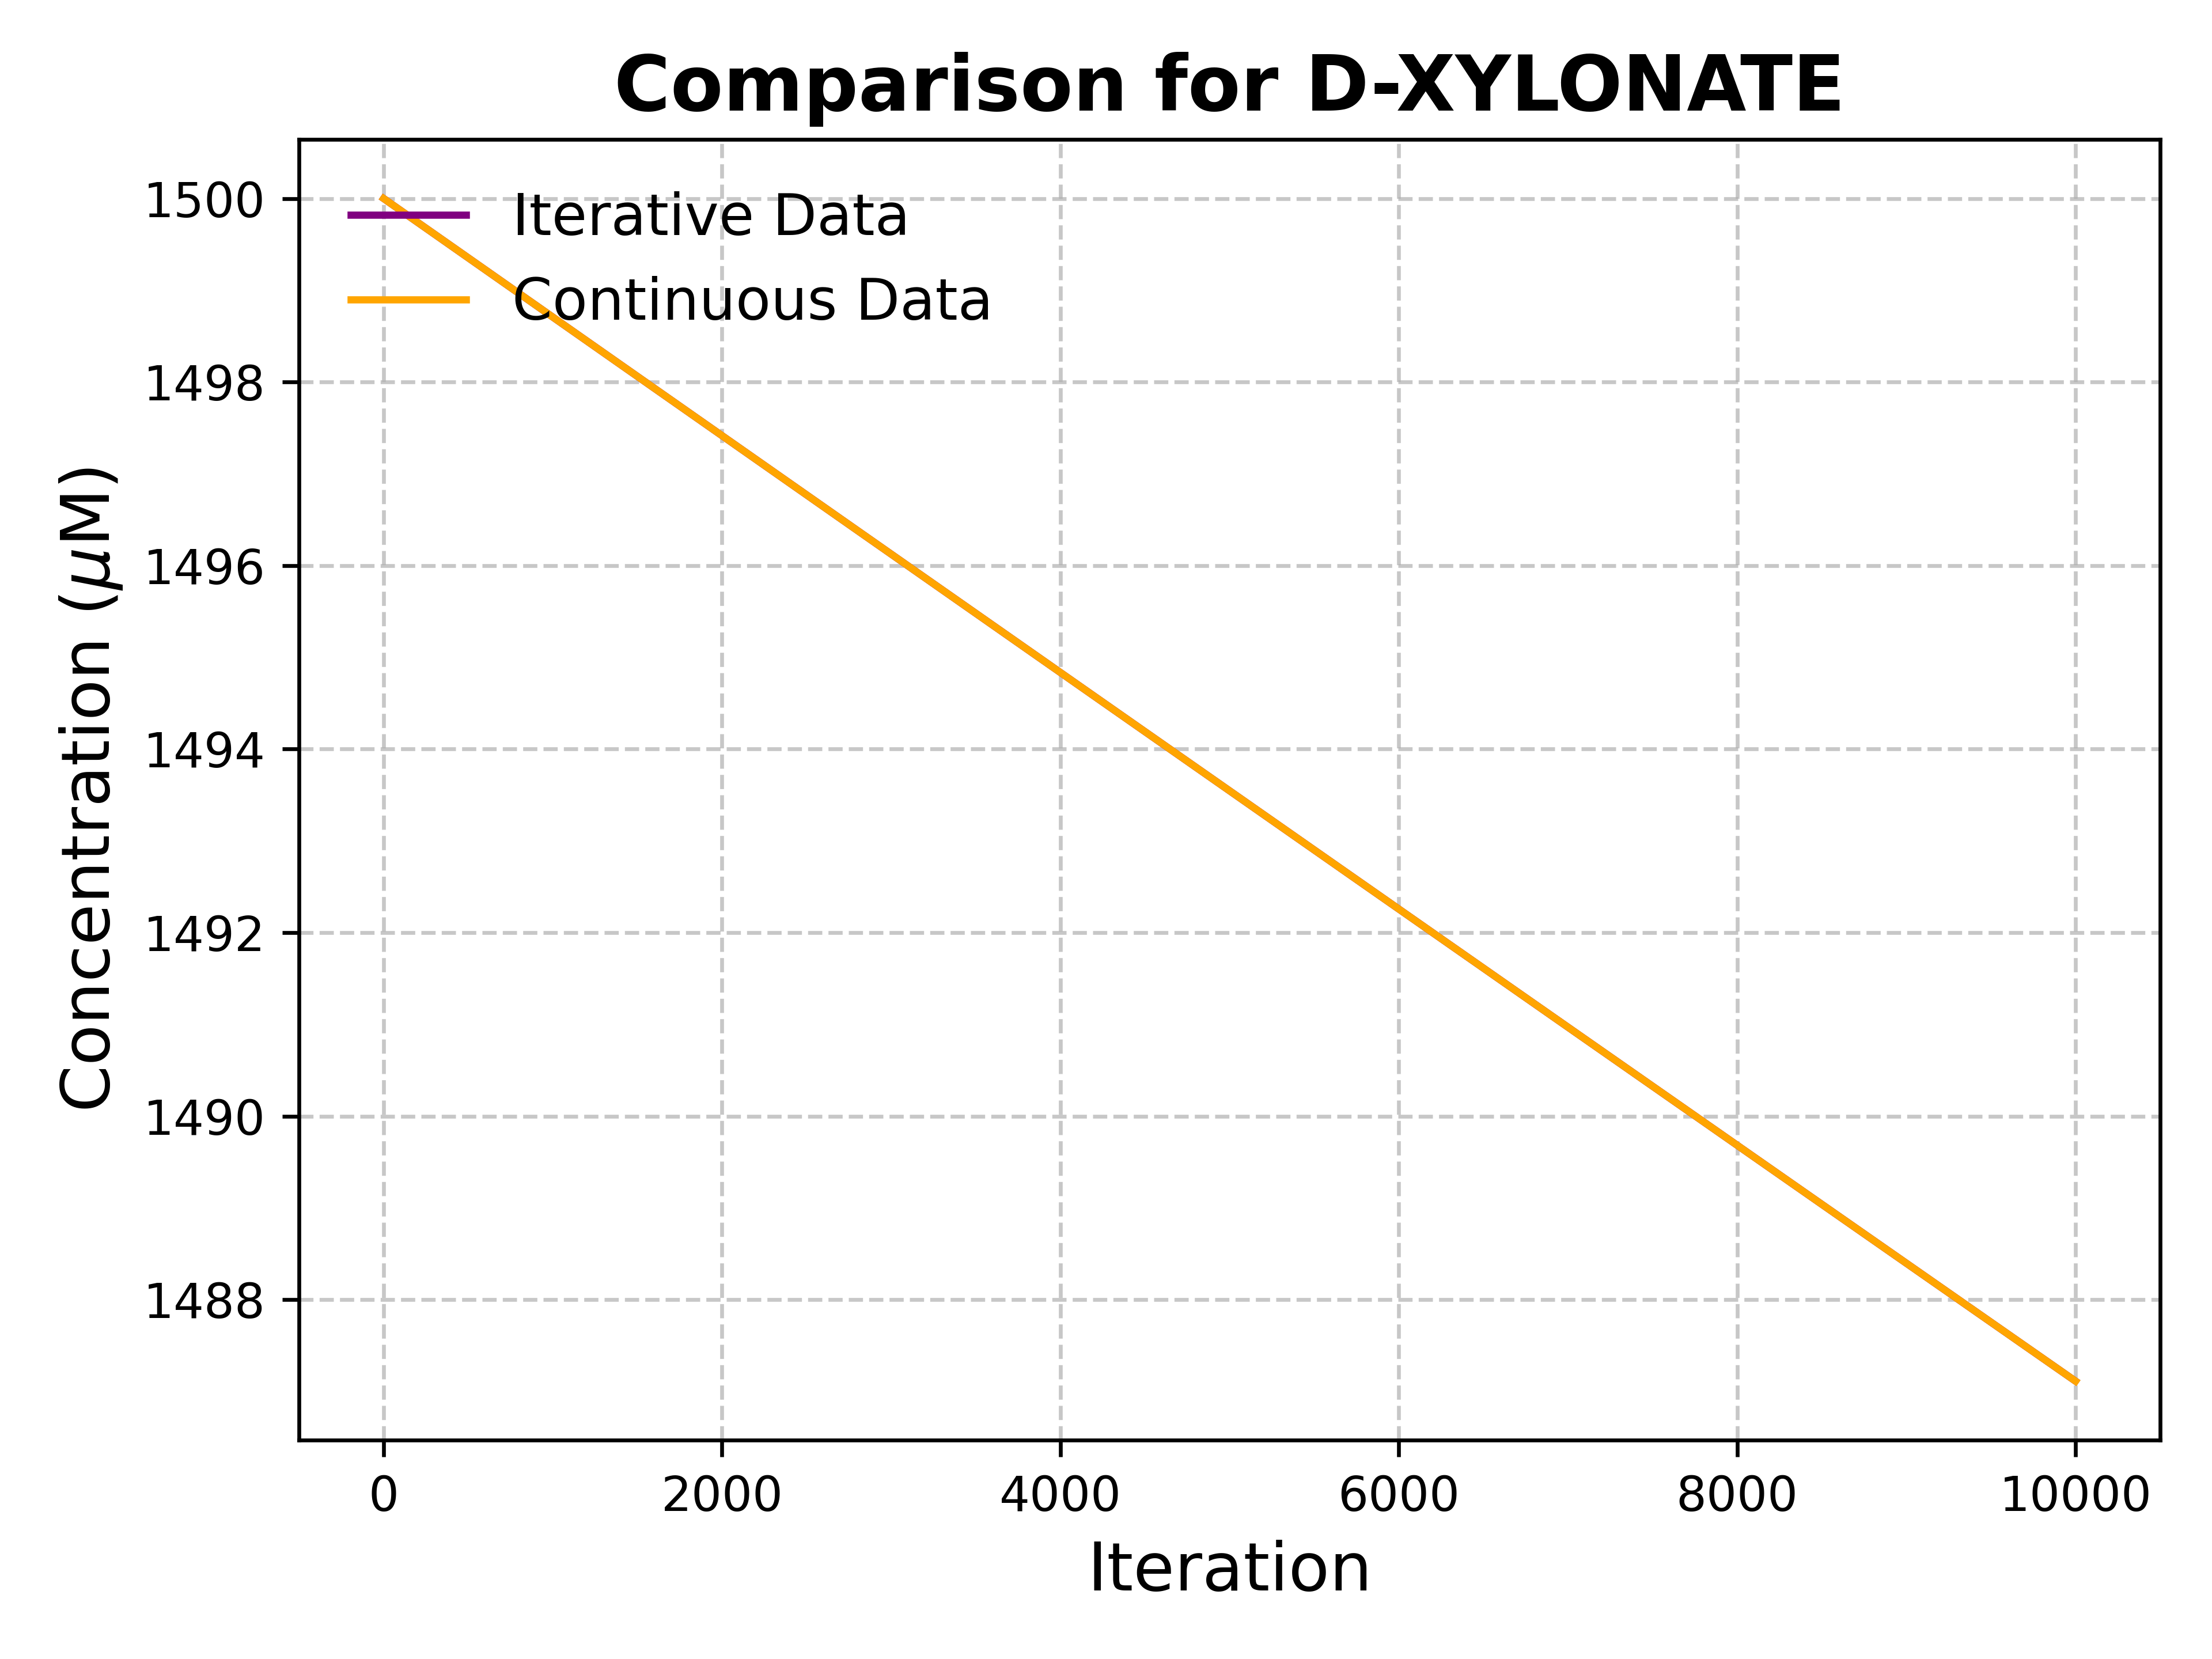 Comparison for D-XYLONATE
Iterative Data
Continuous Data
Concentration (μM)
1500
1498
1496
1494
1492
1490
1488
0 2000 4000 6000 8000 10000
Iteration